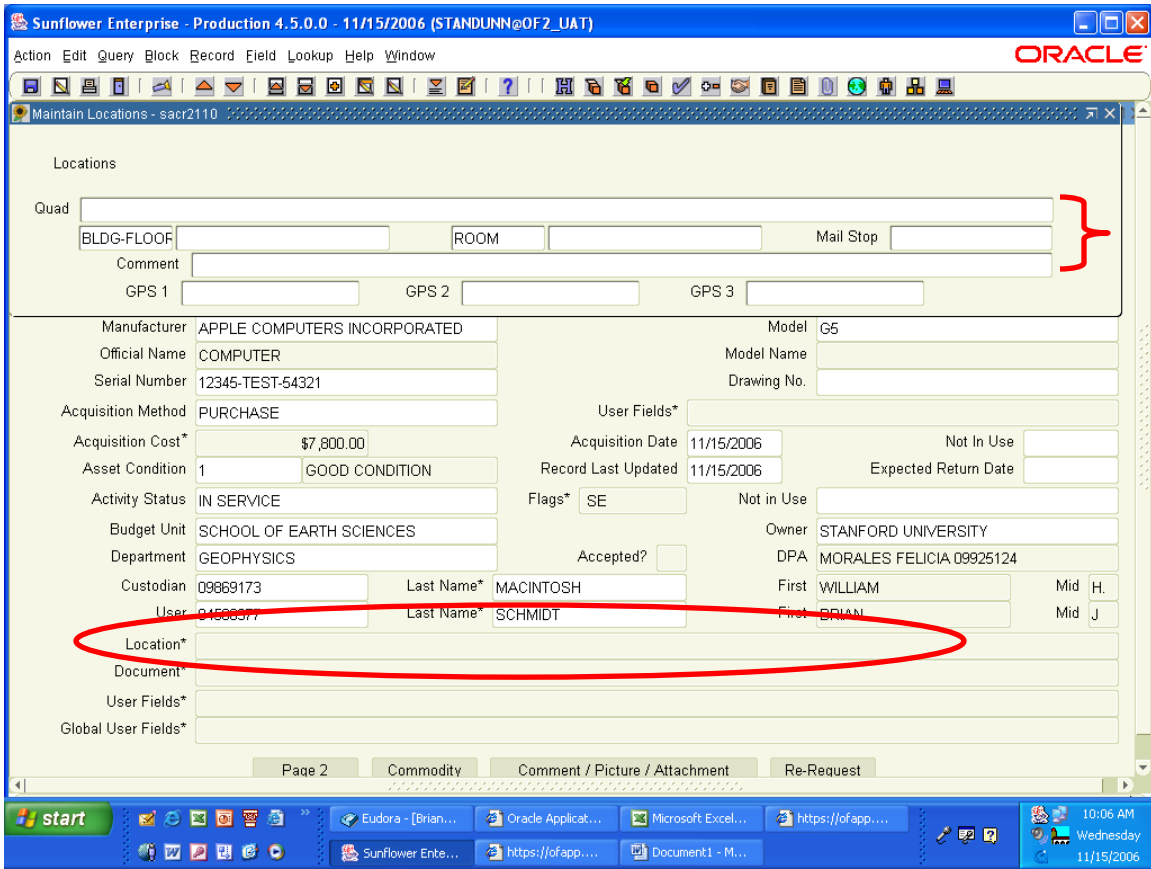 Sunflower Enterprise - Production 4.5.0.0 - 11/15/2006 (STANDUNN@OF2_UAT)
Action Edit Query Block Record Field Lookup Help Window
ORACLE
Maintain Locations - sacr2110
Locations
Quad
BLDG-FLOOR ROOM Mail Stop
Comment
GPS 1 GPS 2 GPS 3
Manufacturer APPLE COMPUTERS INCORPORATED Model G5
Official Name COMPUTER Model Name
Serial Number 12345-TEST-54321 Drawing No.
Acquisition Method PURCHASE User Fields*
Acquisition Cost* $7,800.00 Acquisition Date 11/15/2006 Not In Use
Asset Condition 1 GOOD CONDITION Record Last Updated 11/15/2006 Expected Return Date
Activity Status IN SERVICE Flags* SE Not in Use
Budget Unit SCHOOL OF EARTH SCIENCES Owner STANFORD UNIVERSITY
Department GEOPHYSICS Accepted? DPA MORALES FELICIA 09925124
Custodian 09869173 Last Name* MACINTOSH First WILLIAM Mid H.
User Last Name* SCHMIDT First BRIAN Mid J
Location*
Document*
User Fields*
Global User Fields*
Page 2 Commodity Comment / Picture / Attachment Re-Request
start Eudora - [Brian... Oracle Applicat... Microsoft Excel... https://ofapp.... 10:06 AM
Sunflower Ente... https://ofapp.... Document1 - M... Wednesday
11/15/2006